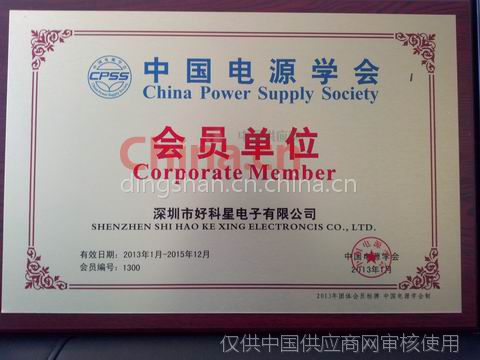 CPSS
中国电源学会
China Power Supply Society
会员单位
China.cn
Corporate Member
dingshan.cn.china.cn
深圳市好科星电子有限公司
SHENZHEN SHI HAO KE XING ELECTRONCIS CO., LTD.
有效日期：2013年1月-2015年12月
会员编号：1300
中国电源学会
2013年1月
2013年团体会员标牌 中国电源学会制
仅供中国供应商网审核使用